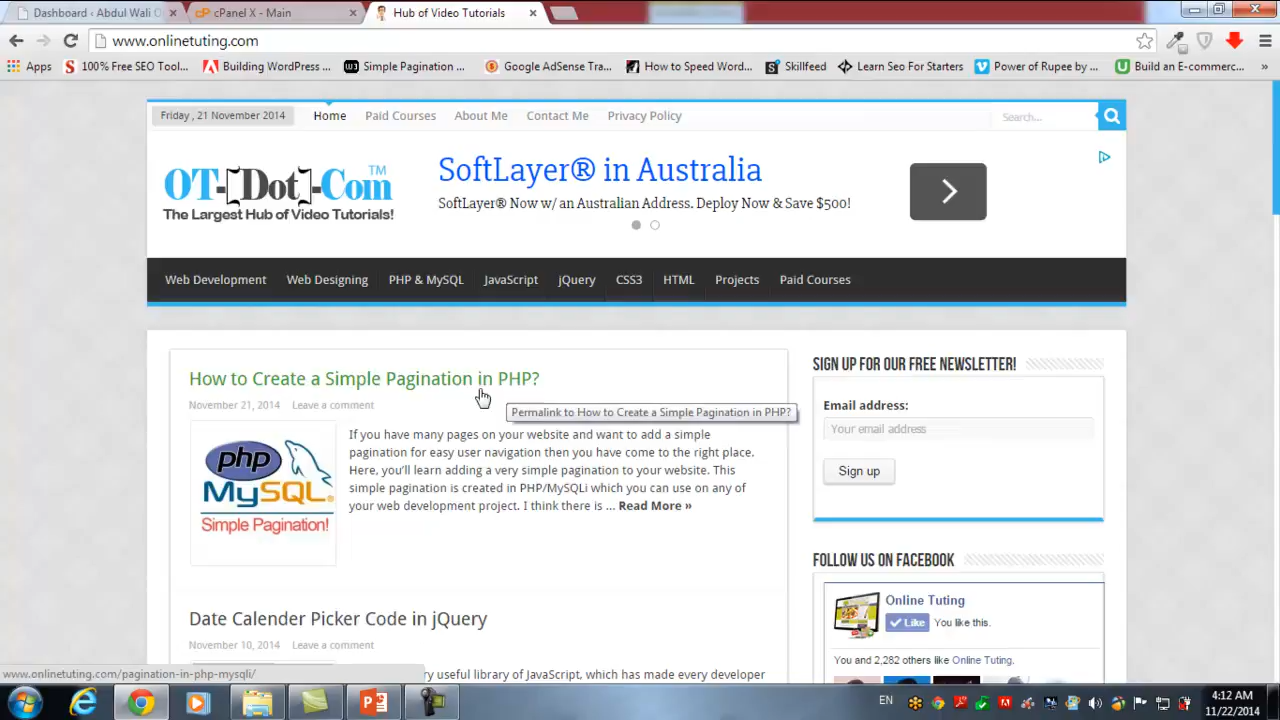 Dashboard ‹ Abdul Wali O
cPanel X - Main
Hub of Video Tutorials
www.onlinetuting.com
Apps
100% Free SEO Tool...
Building WordPress ...
Simple Pagination ...
Google AdSense Tra...
How to Speed Wor...
Skillfeed
Learn Seo For Starters
Power of Rupee by ...
Build an E-commerc...
»
Friday , 21 November 2014
Home
Paid Courses
About Me
Contact Me
Privacy Policy
Search...
OT-[Dot]-Com™
The Largest Hub of Video Tutorials!
SoftLayer® in Australia
SoftLayer® Now w/ an Australian Address. Deploy Now & Save $500!
Web Development
Web Designing
PHP & MySQL
JavaScript
jQuery
CSS3
HTML
Projects
Paid Courses
How to Create a Simple Pagination in PHP?
November 21, 2014
Leave a comment
Permalink to How to Create a Simple Pagination in PHP?
php
MySQL®
Simple Pagination!
If you have many pages on your website and want to add a simple
pagination for easy user navigation then you have come to the right place.
Here, you'll learn adding a very simple pagination to your website. This
simple pagination is created in PHP/MySQLi which you can use on any of
your web development project. I think there is ... Read More »
Date Calender Picker Code in jQuery
November 10, 2014
Leave a comment
ry useful library of JavaScript, which has made every developer
SIGN UP FOR OUR FREE NEWSLETTER!
Email address:
Your email address
Sign up
FOLLOW US ON FACEBOOK
Online Tuting
Like
You like this.
You and 2,282 others like Online Tuting.
www.onlinetuting.com/pagination-in-php-mysqli/
EN
4:12 AM
11/22/2014